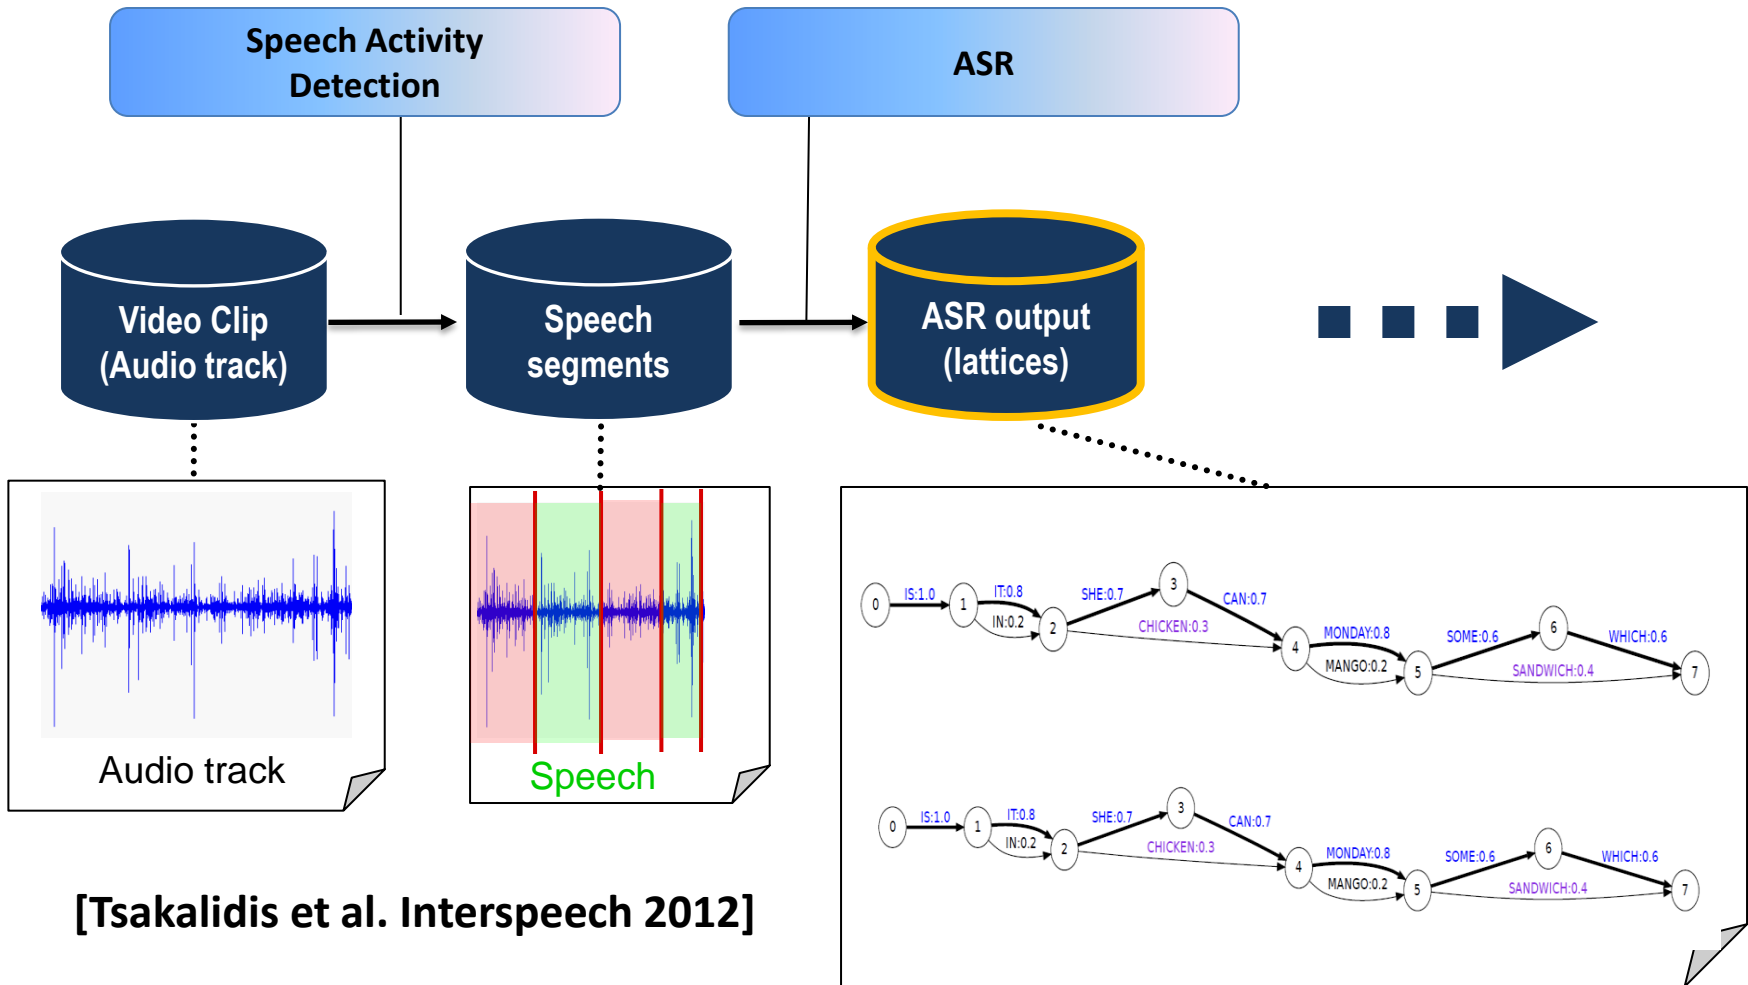 Speech Activity
Detection
ASR
Video Clip
(Audio track)
Speech
segments
ASR output
(lattices)
Audio track
Speech
0
IS:1.0
1
IT:0.8
IN:0.2
2
SHE:0.7
3
CAN:0.7
CHICKEN:0.3
4
MONDAY:0.8
MANGO:0.2
5
SOME:0.6
6
WHICH:0.6
SANDWICH:0.4
7
0
IS:1.0
1
IT:0.8
IN:0.2
2
SHE:0.7
3
CAN:0.7
CHICKEN:0.3
4
MONDAY:0.8
MANGO:0.2
5
SOME:0.6
6
WHICH:0.6
SANDWICH:0.4
7
[Tsakalidis et al. Interspeech 2012]